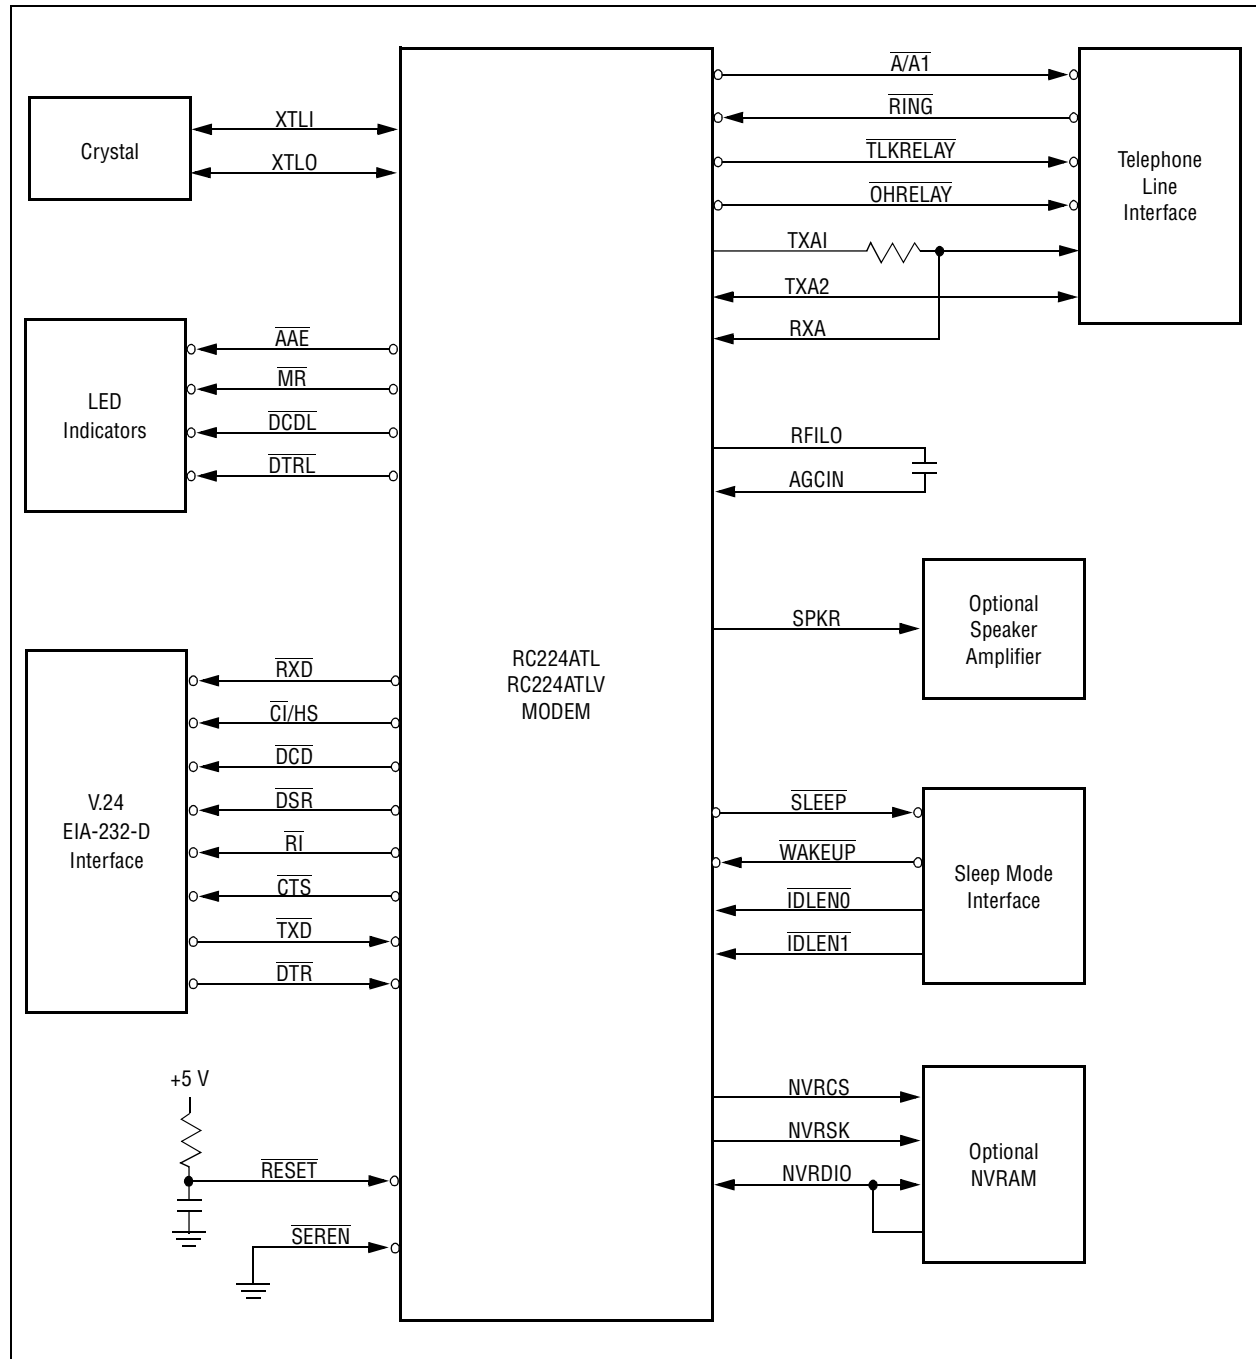 Crystal
XTLI
XTLO
LED
Indicators
AAE
MR
DCDL
DTRL
V.24
EIA-232-D
Interface
RXD
CI/HS
DCD
DSR
RI
CTS
TXD
DTR
+5 V
RESET
SEREN
RC224ATL
RC224ATLV
MODEM
A/A1
RING
TLKRELAY
OHRELAY
TXAI
TXA2
RXA
Telephone
Line
Interface
RFILO
AGCIN
SPKR
Optional
Speaker
Amplifier
SLEEP
WAKEUP
IDLEN0
IDLEN1
Sleep Mode
Interface
NVRCS
NVRSK
NVRDIO
Optional
NVRAM